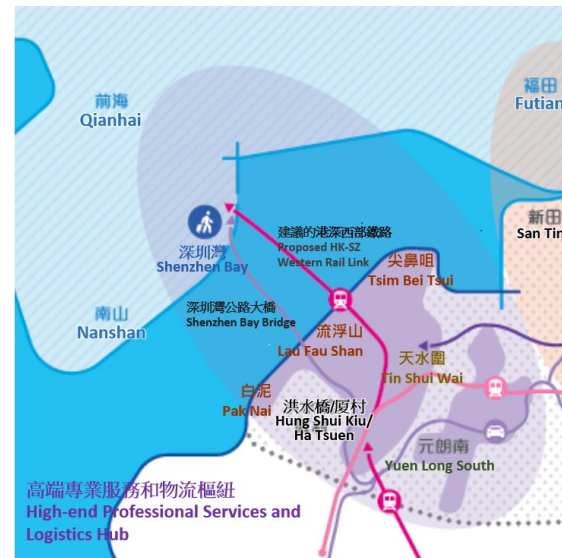 前海
Qianhai
福田
Futian
新田
San Tin
深圳灣
Shenzhen Bay
建議的港深西部鐵路
Proposed HK-SZ
Western Rail Link
尖鼻咀
Tsim Bei Tsui
南山
Nanshan
深圳灣公路大橋
Shenzhen Bay Bridge
流浮山
Lau Fau Shan
天水圍
Tin Shui Wai
白泥
Pak Nai
洪水橋/厦村
Hung Shui Kiu/
Ha Tsuen
元朗南
Yuen Long South
高端專業服務和物流樞紐
High-end Professional Services and
Logistics Hub